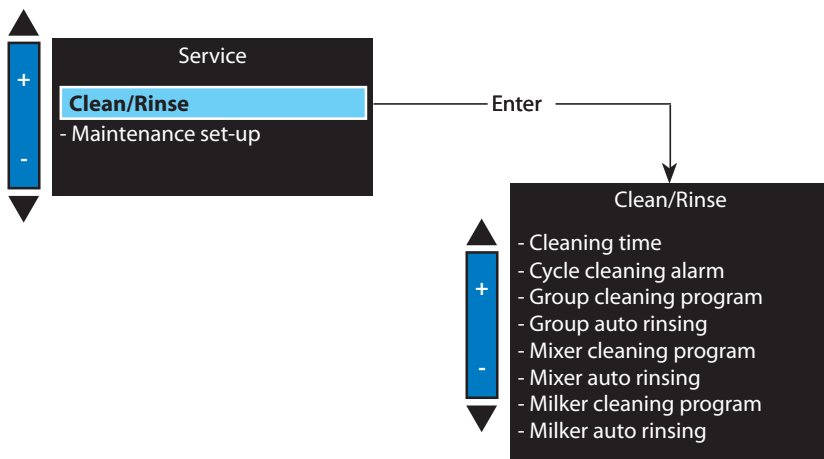 Service
+
Clean/Rinse
- Maintenance set-up
-
Enter
Clean/Rinse
- Cleaning time
- Cycle cleaning alarm
+
- Group cleaning program
- Group auto rinsing
- Mixer cleaning program
- Mixer auto rinsing
-
- Milker cleaning program
- Milker auto rinsing